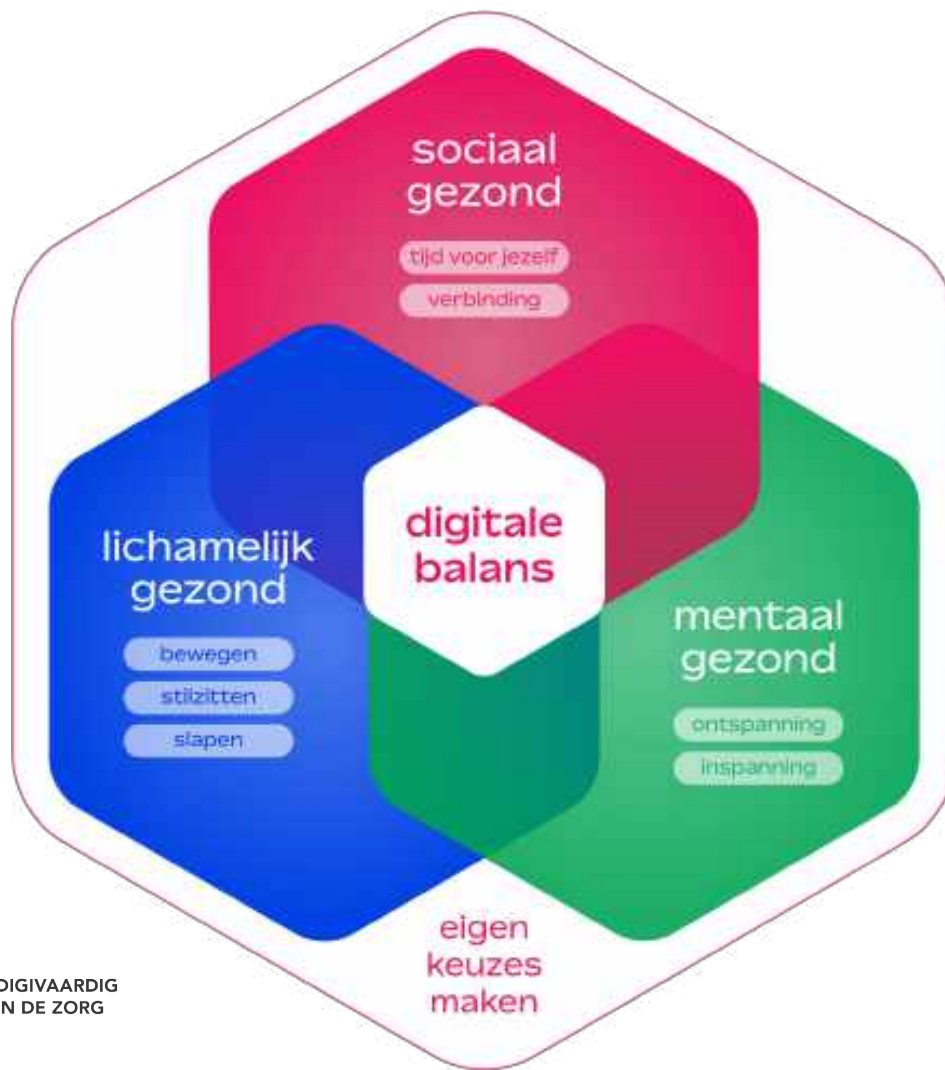 sociaal
gezond
tijd voor jezelf
verbinding
digitale
balans
lichamelijk
gezond
bewegen
stilzitten
slapen
mentaal
gezond
ontspanning
inspanning
eigen
keuzes
maken
DIGIVAARDIG
N DE ZORG